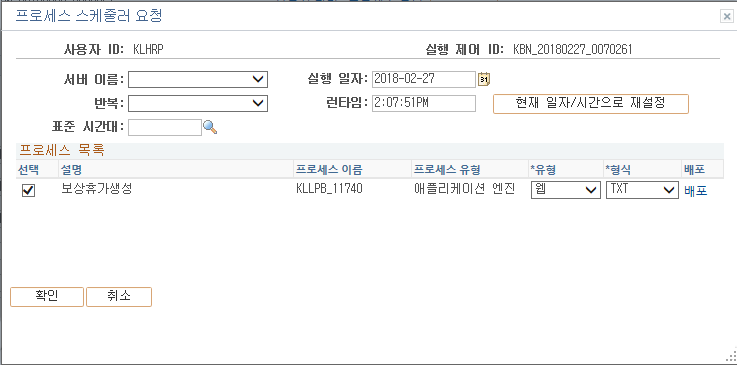 프로세스 스케줄러 요청
사용자 ID: KLHRP 실행 제어 ID: KBN_20180227_0070261
서버 이름: 실행 일자: 2018-02-27 31
반복: 런타임: 2:07:51PM 현재 일자/시간으로 재설정
표준 시간대:
프로세스 목록
선택 설명 프로세스 이름 프로세스 유형 *유형 *형식 배포
보상휴가생성 KLLPB_11740 애플리케이션 엔진 웹 TXT 배포
확인 취소